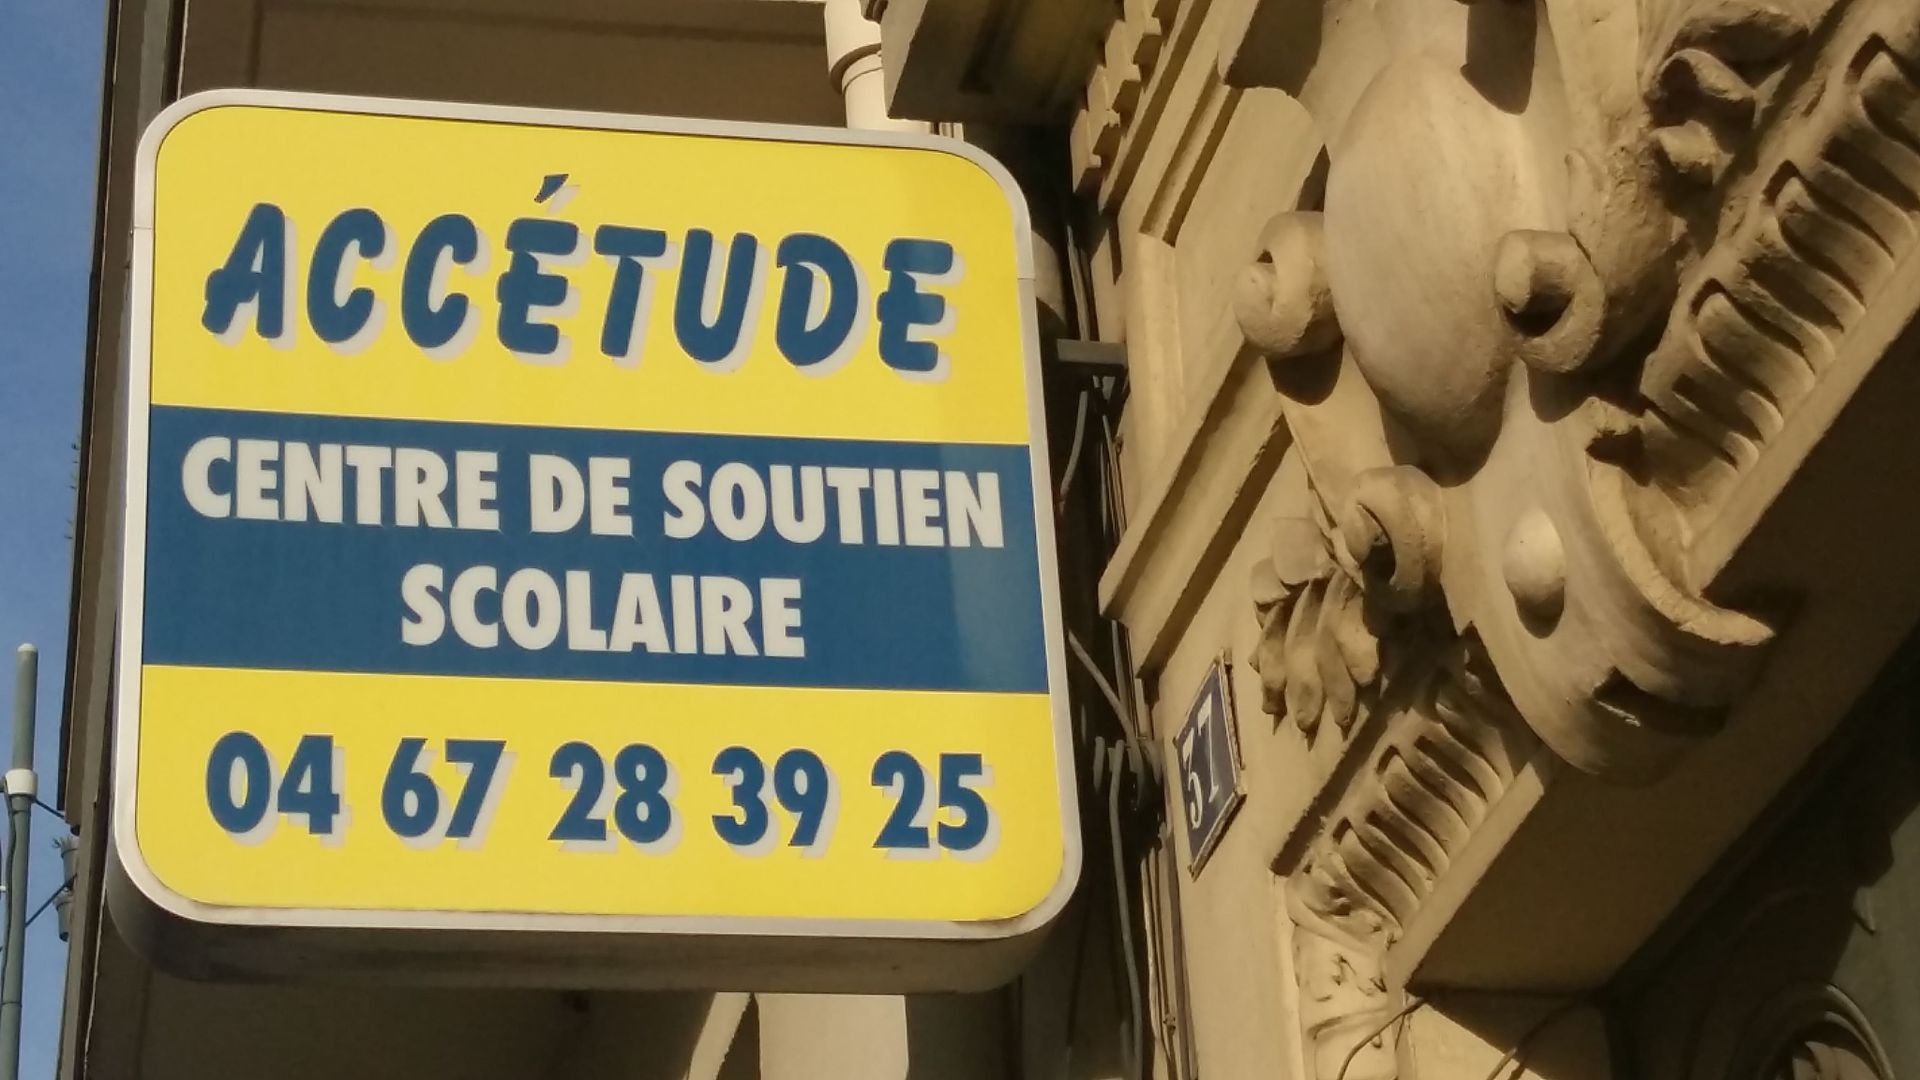 ACCÉTUDE
CENTRE DE SOUTIEN
SCOLAIRE
04 67 28 39 25
37